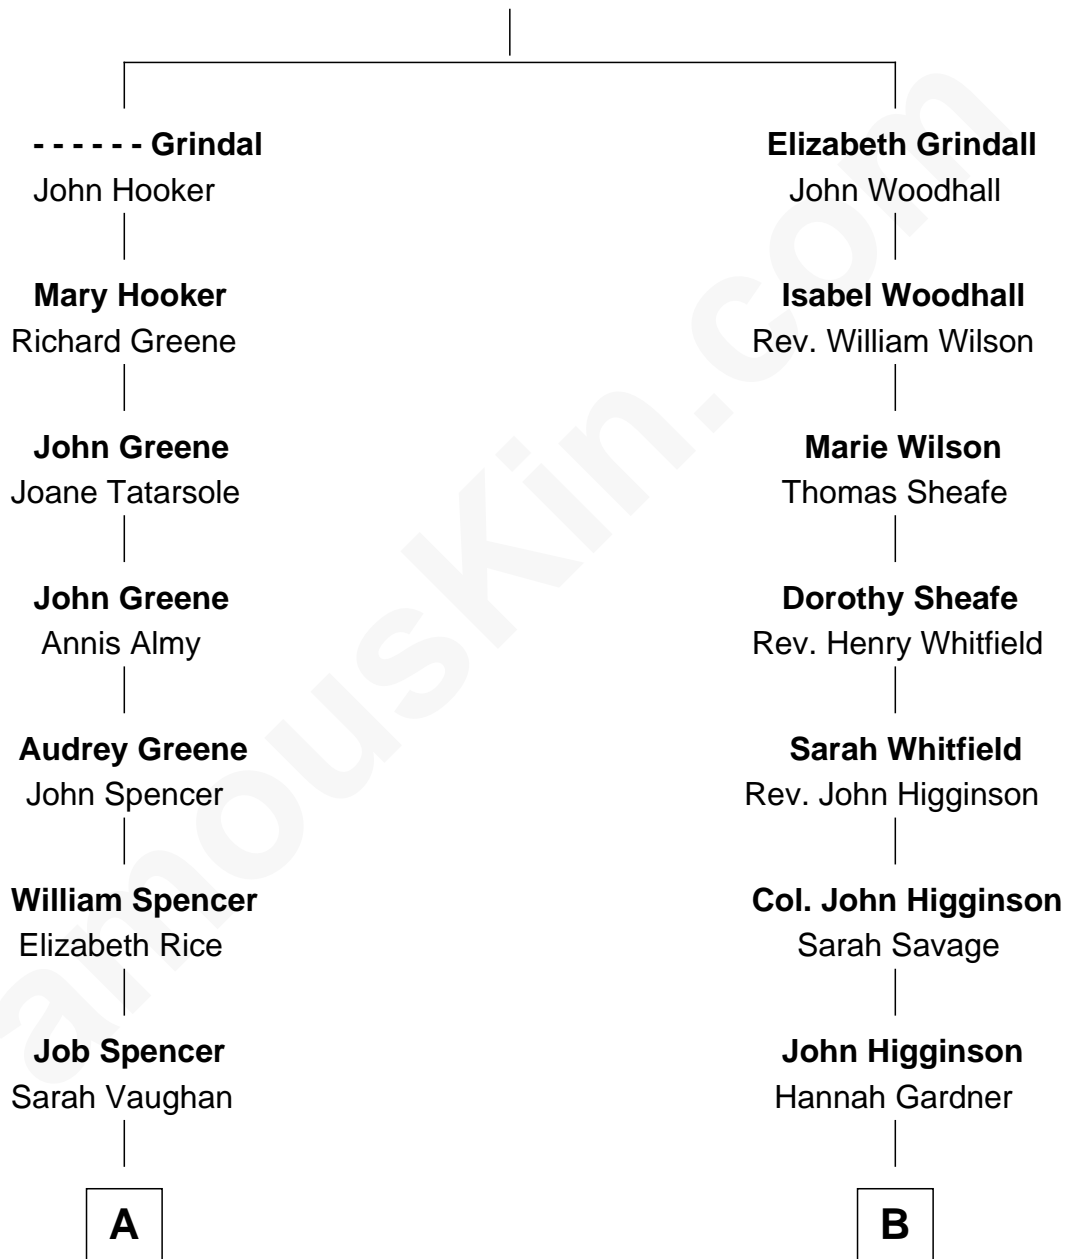 - - - - - - Grindal
John Hooker
Mary Hooker
Richard Greene
John Greene
Joane Tatarsole
John Greene
Annis Almy
Audrey Greene
John Spencer
William Spencer
Elizabeth Rice
Job Spencer
Sarah Vaughan
A
Elizabeth Grindall
John Woodhall
Isabel Woodhall
Rev. William Wilson
Marie Wilson
Thomas Sheafe
Dorothy Sheafe
Rev. Henry Whitfield
Sarah Whitfield
Rev. John Higginson
Col. John Higginson
Sarah Savage
John Higginson
Hannah Gardner
B
amouskin.com